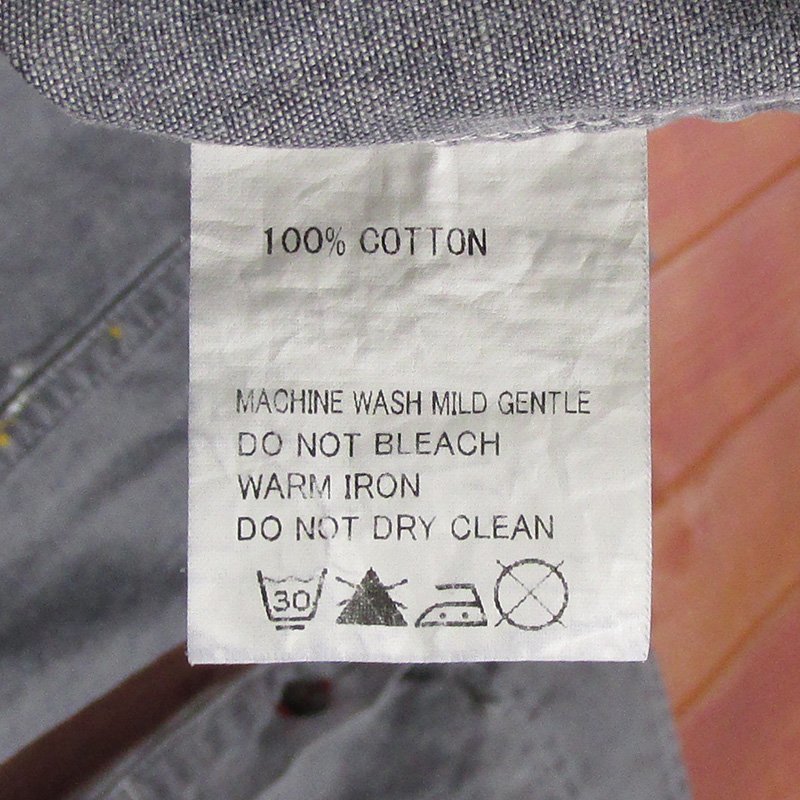 100% COTTON
MACHINE WASH MILD GENTLE
DO NOT BLEACH
WARM IRON
DO NOT DRY CLEAN
30